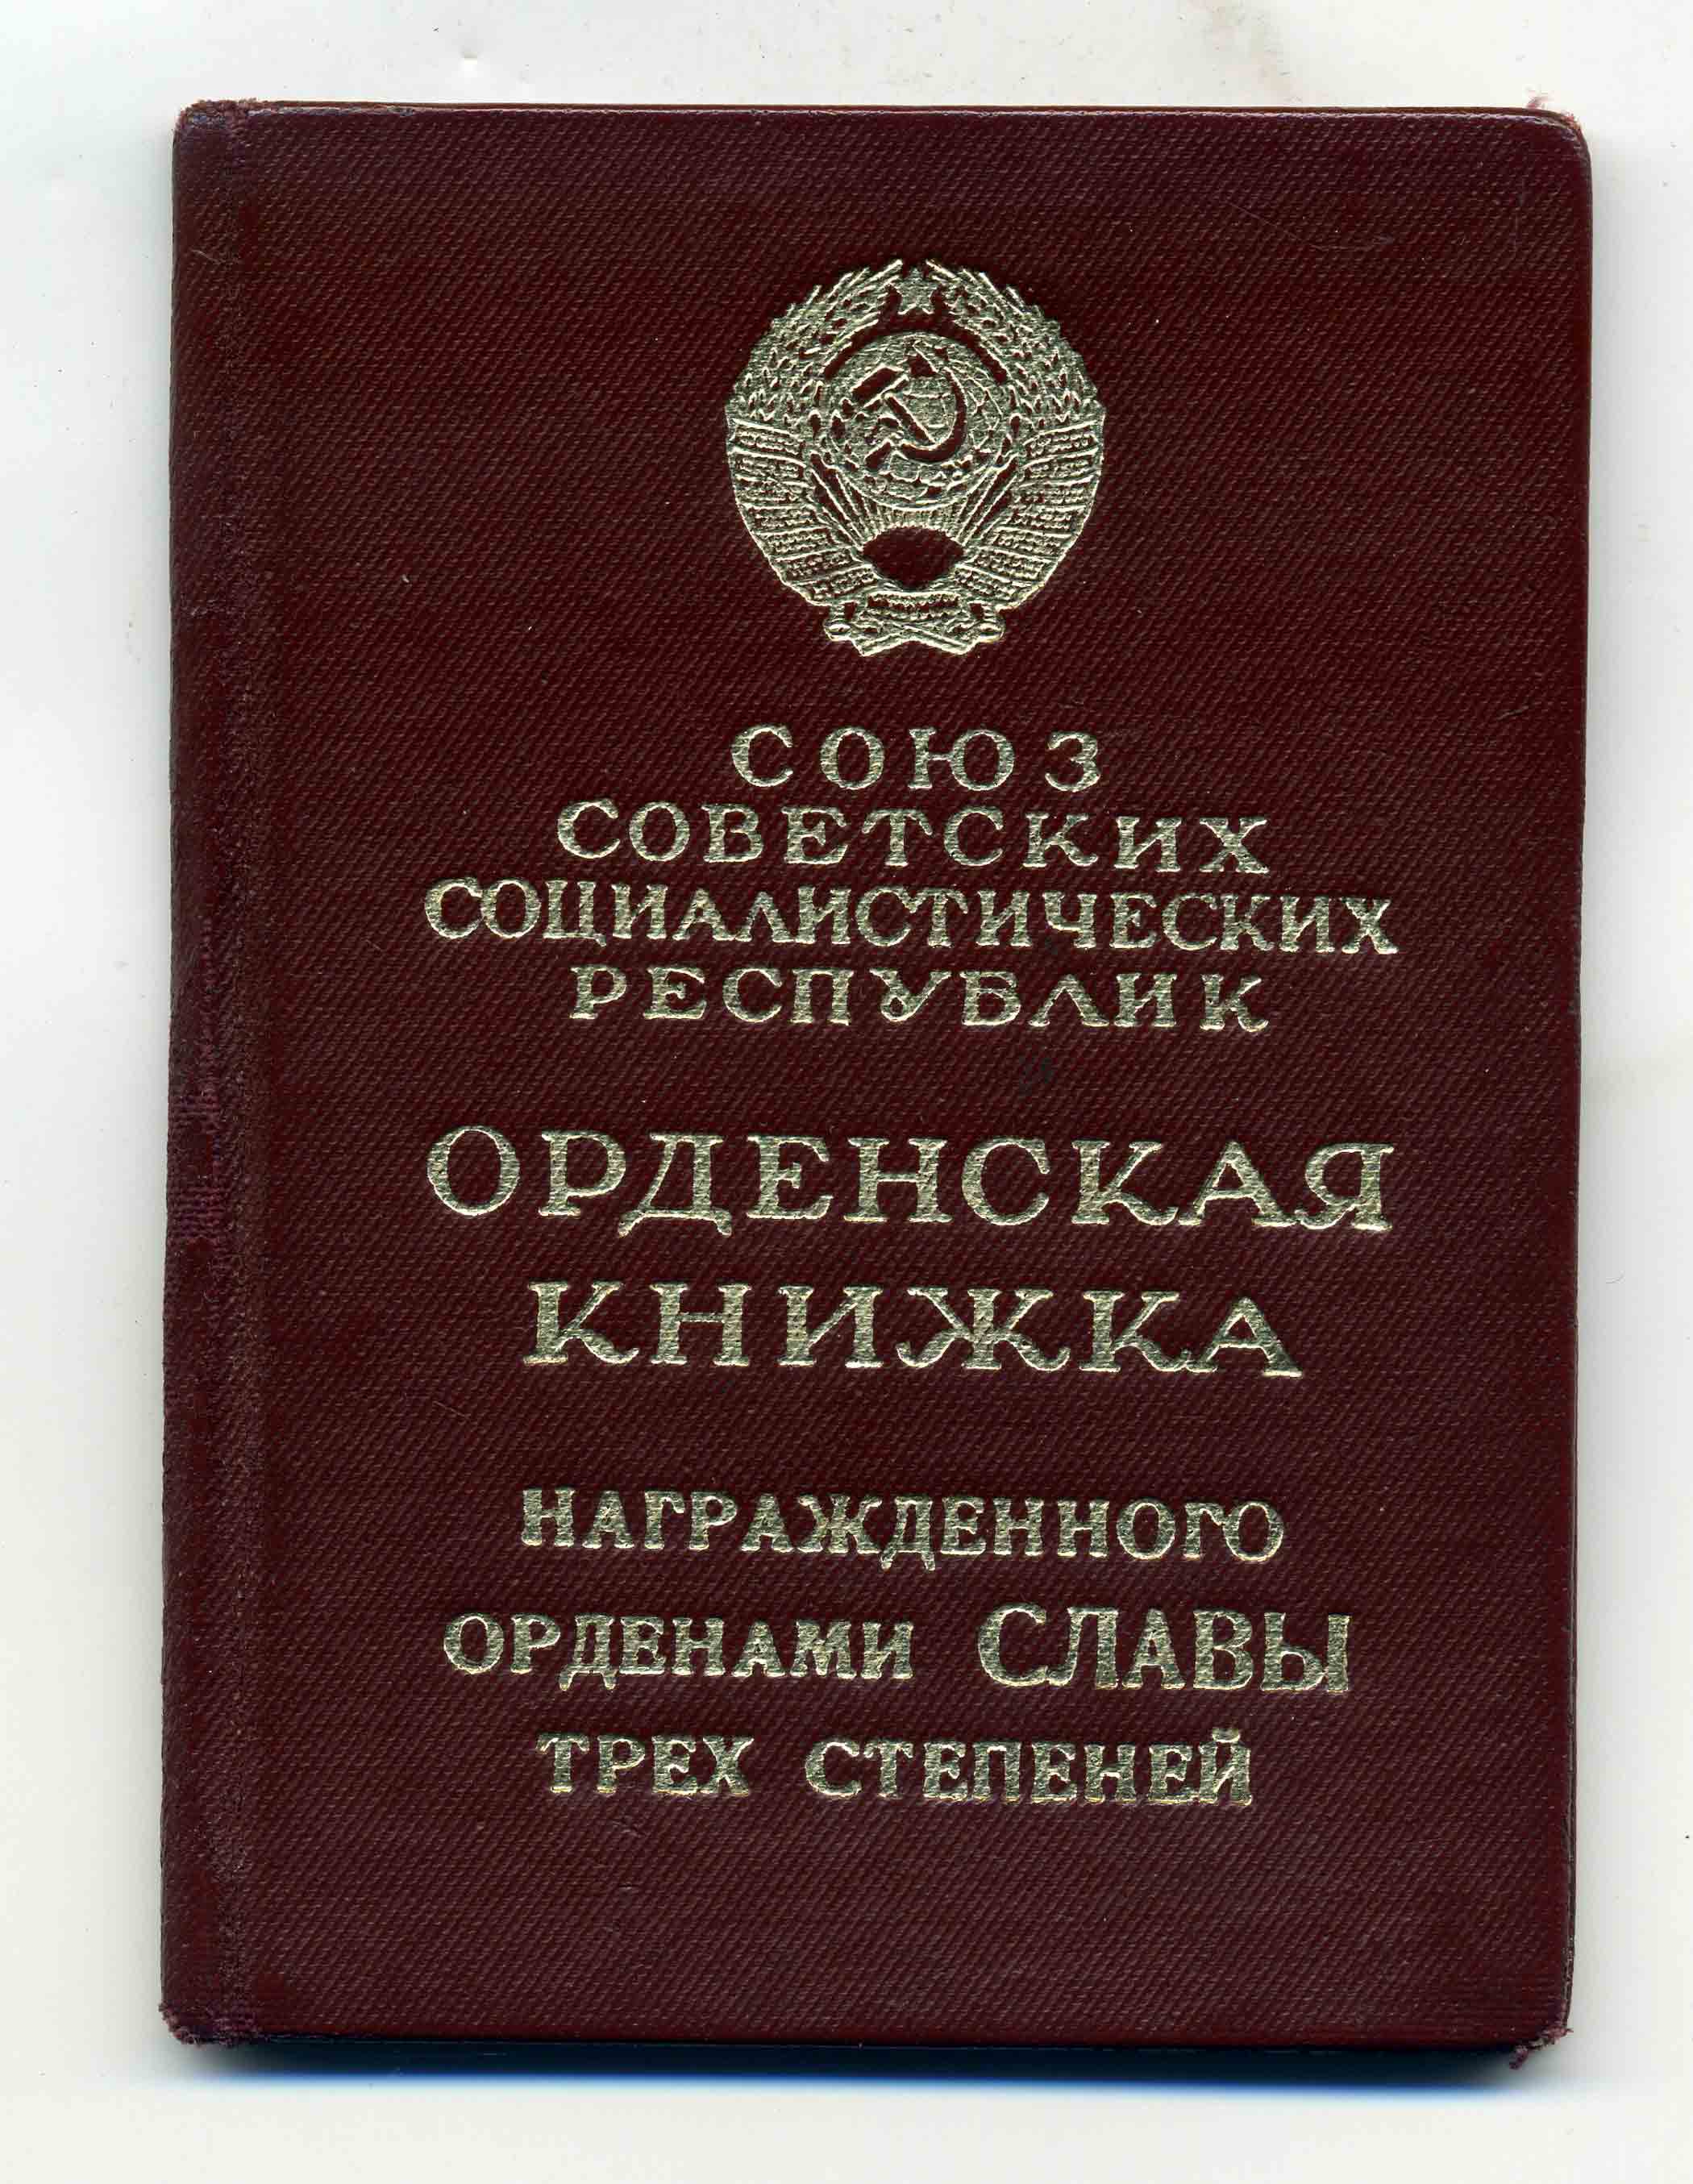 СОЮЗ
СОВЕТСКИХ
СОЦИАЛИСТИЧЕСКИХ
РЕСПУБЛИК
ОРДЕНСКАЯ
КНИЖКА
НАГРАЖДЕННОГО
ОРДЕНАМИ СЛАВЫ
ТРЕХ СТЕПЕНЕЙ